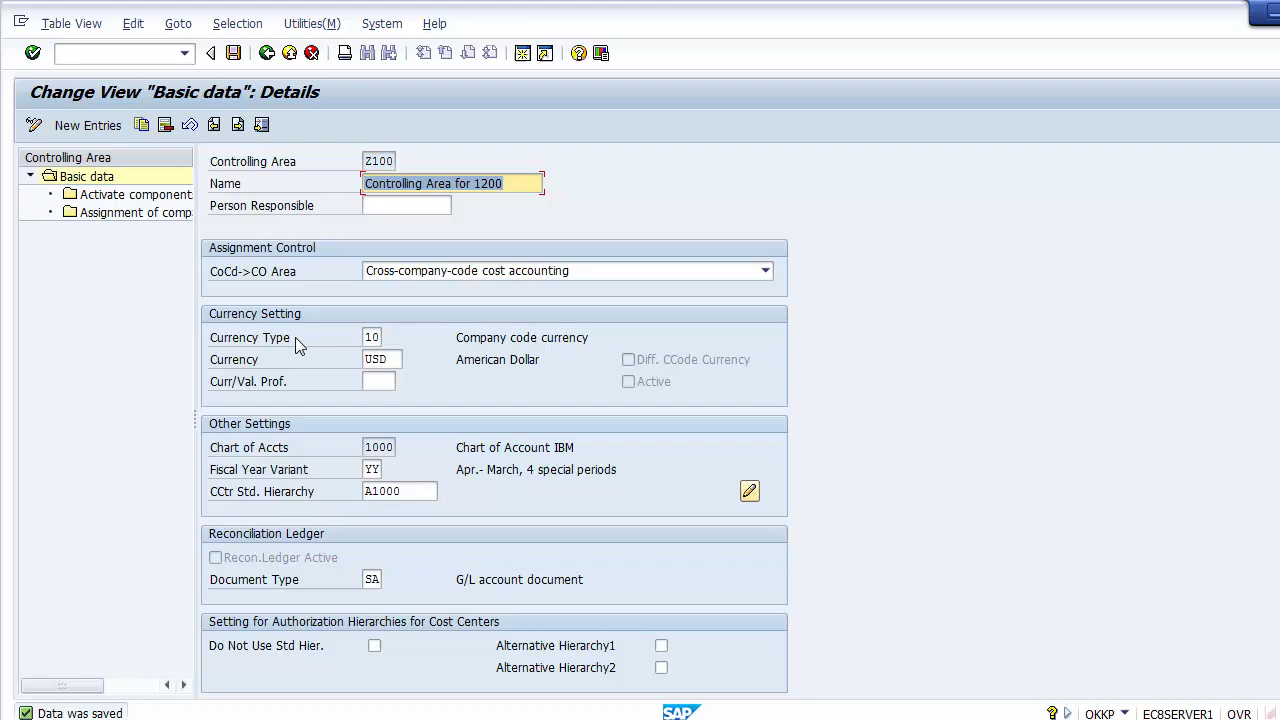 Table View Edit Goto Selection Utilities(M) System Help
Change View "Basic data": Details
New Entries
Controlling Area
Basic data
Activate component
Assignment of comp
Controlling Area Z100
Name Controlling Area for 1200
Person Responsible
Assignment Control
CoCd->CO Area Cross-company-code cost accounting
Currency Setting
Currency Type 10 Company code currency
Currency USD American Dollar Diff. CCode Currency
Curr/Val. Prof. Active
Other Settings
Chart of Accts 1000 Chart of Account IBM
Fiscal Year Variant YY Apr.- March, 4 special periods
CCtr Std. Hierarchy A1000
Reconciliation Ledger
Recon.Ledger Active
Document Type SA G/L account document
Setting for Authorization Hierarchies for Cost Centers
Do Not Use Std Hier. Alternative Hierarchy1
Alternative Hierarchy2
Data was saved SAP OKKP EC8SERVER1 OVR